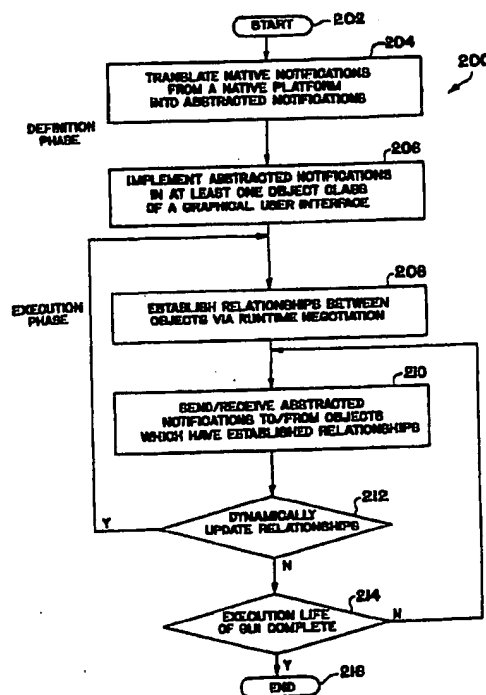 START
202
204
200
TRANSLATE NATIVE NOTIFICATIONS
FROM A NATIVE PLATFORM
INTO ABSTRACTED NOTIFICATIONS
DEFINITION
PHASE
206
IMPLEMENT ABSTRACTED NOTIFICATIONS
IN AT LEAST ONE OBJECT CLASS
OF A GRAPHICAL USER INTERFACE
EXECUTION
PHASE
208
ESTABLISH RELATIONSHIPS BETWEEN
OBJECTS VIA RUNTIME NEGOTIATION
210
SEND/RECEIVE ABSTRACTED
NOTIFICATIONS TO/FROM OBJECTS
WHICH HAVE ESTABLISHED RELATIONSHIPS
212
DYNAMICALLY
UPDATE RELATIONSHIPS
Y
N
214
EXECUTION LIFE
OF GUI COMPLETE
N
Y
END
216